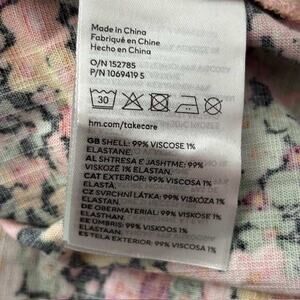 Made in China
Fabriqué en Chine
Hecho en China
O/N 152785
P/N 1069419 S
30
hm.com/takecare
GB SHELL: 99% VISCOSE 1%
ELASTANE.
AL SHTRESA E JASHTME: 99%
VISKOZË 1% ELASTAN.
CAT EXTERIOR: 99% VISCOSA 1%
ELASTÀ.
CZ SVRCHNÍ LÁTKA: 99% VISKÓZA 1%
ELASTAN.
DE OBERMATERIAL: 99% VISKOSE 1%
ELASTHAN.
EE ÜMBRIS: 99% VISKOOS 1%
ELASTAAN.
ES TELA EXTERIOR: 99% VISCOSA 1%